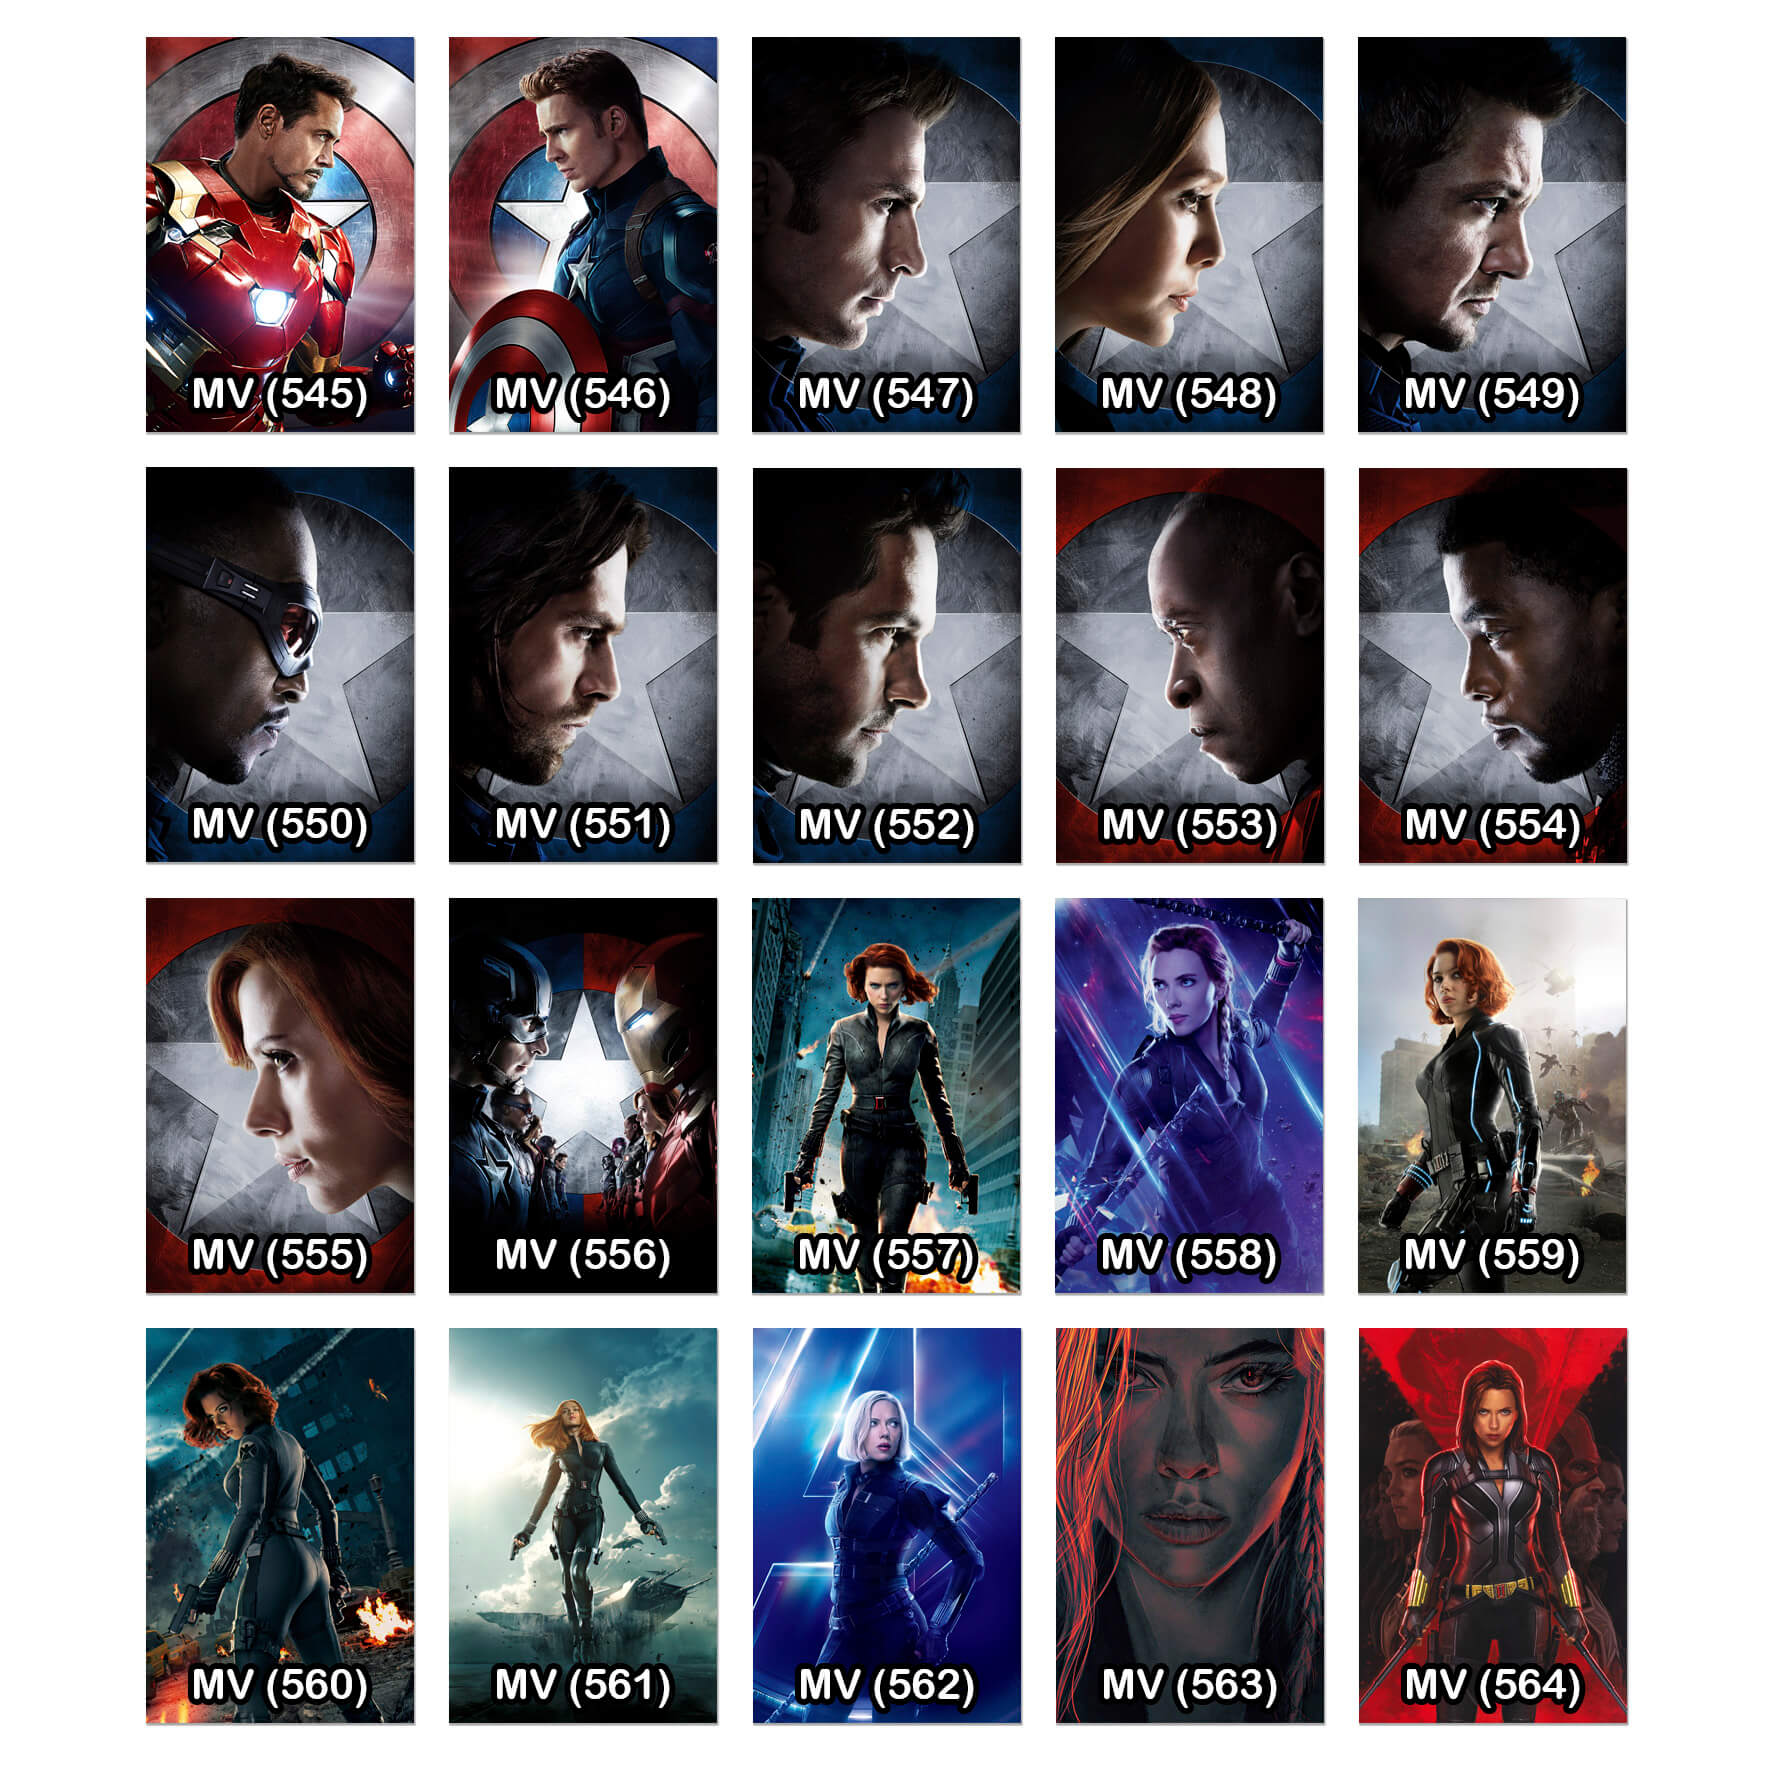 MV (545)
MV (546)
MV (547)
MV (548)
MV (549)
MV (550)
MV (551)
MV (552)
MV (553)
MV (554)
MV (555)
MV (556)
MV (557)
MV (558)
MV (559)
MV (560)
MV (561)
MV (562)
MV (563)
MV (564)